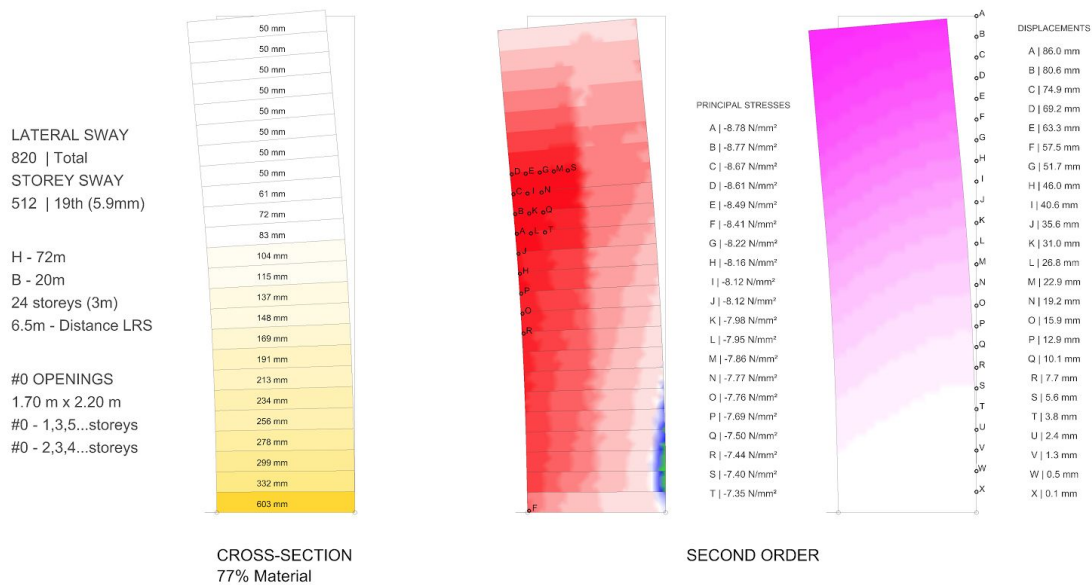 LATERAL SWAY
820 | Total
STOREY SWAY
512 | 19th (5.9mm)
H - 72m
B - 20m
24 storeys (3m)
6.5m - Distance LRS
#0 OPENINGS
1.70 m x 2.20 m
#0 - 1,3,5...storeys
#0 - 2,3,4...storeys
50 mm
50 mm
50 mm
50 mm
50 mm
50 mm
50 mm
50 mm
61 mm
72 mm
83 mm
104 mm
115 mm
137 mm
148 mm
169 mm
191 mm
213 mm
234 mm
256 mm
278 mm
299 mm
332 mm
603 mm
CROSS-SECTION
77% Material
D E G M S
C I N
B K Q
A L T
J
H
P
O
R
F
PRINCIPAL STRESSES
A | -8.78 N/mm²
B | -8.77 N/mm²
C | -8.67 N/mm²
D | -8.61 N/mm²
E | -8.49 N/mm²
F | -8.41 N/mm²
G | -8.22 N/mm²
H | -8.16 N/mm²
I | -8.12 N/mm²
J | -8.12 N/mm²
K | -7.98 N/mm²
L | -7.95 N/mm²
M | -7.86 N/mm²
N | -7.77 N/mm²
O | -7.76 N/mm²
P | -7.69 N/mm²
Q | -7.50 N/mm²
R | -7.44 N/mm²
S | -7.40 N/mm²
T | -7.35 N/mm²
SECOND ORDER
A
B
C
D
E
F
G
H
I
J
K
L
M
N
O
P
Q
R
S
T
U
V
W
X
DISPLACEMENTS
A | 86.0 mm
B | 80.6 mm
C | 74.9 mm
D | 69.2 mm
E | 63.3 mm
F | 57.5 mm
G | 51.7 mm
H | 46.0 mm
I | 40.6 mm
J | 35.6 mm
K | 31.0 mm
L | 26.8 mm
M | 22.9 mm
N | 19.2 mm
O | 15.9 mm
P | 12.9 mm
Q | 10.1 mm
R | 7.7 mm
S | 5.6 mm
T | 3.8 mm
U | 2.4 mm
V | 1.3 mm
W | 0.5 mm
X | 0.1 mm